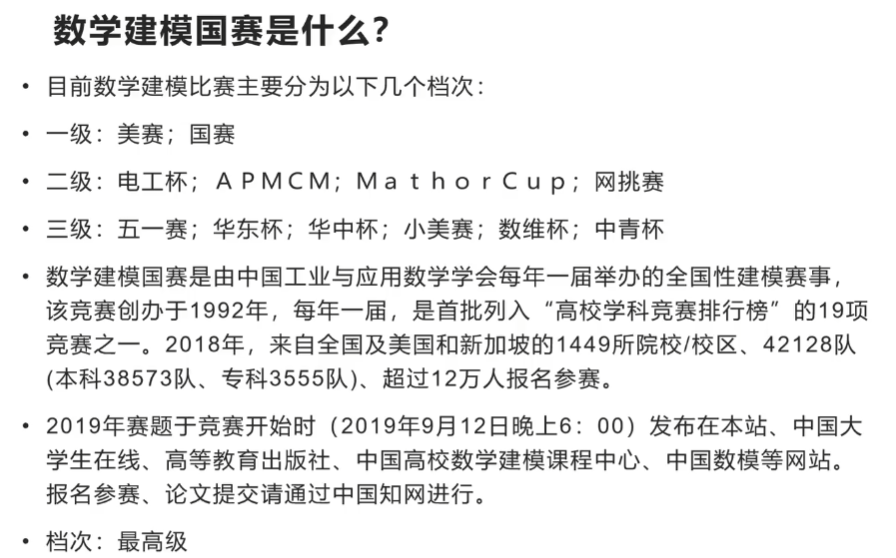 数学建模国赛是什么？
• 目前数学建模比赛主要分为以下几个档次：
• 一级：美赛；国赛
• 二级：电工杯；ＡＰＭＣＭ；ＭａｔｈｏｒＣｕｐ；网挑赛
• 三级：五一赛；华东杯；华中杯；小美赛；数维杯；中青杯
• 数学建模国赛是由中国工业与应用数学学会每年一届举办的全国性建模赛事，
该竞赛创办于1992年，每年一届，是首批列入“高校学科竞赛排行榜”的19项
竞赛之一。2018年，来自全国及美国和新加坡的1449所院校/校区、42128队
(本科38573队、专科3555队)、超过12万人报名参赛。
• 2019年赛题于竞赛开始时（2019年9月12日晚上6：00）发布在本站、中国大
学生在线、高等教育出版社、中国高校数学建模课程中心、中国数模等网站。
报名参赛、论文提交请通过中国知网进行。
• 档次：最高级